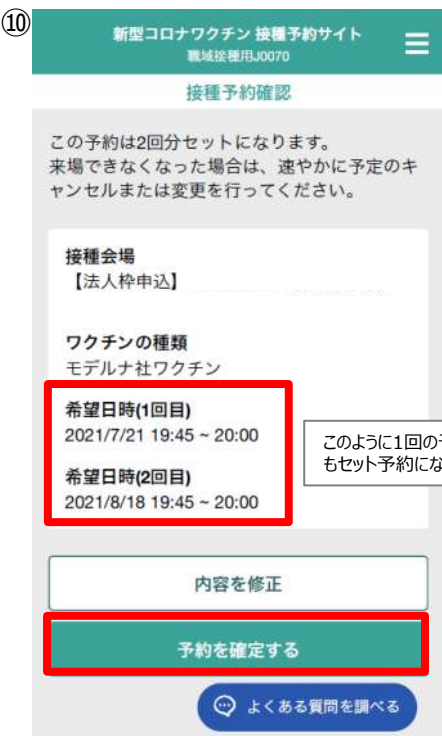 ⑩
新型コロナワクチン 接種予約サイト
職域接種用J0070
接種予約確認
この予約は2回分セットになります。
来場できなくなった場合は、速やかに予定のキ
ャンセルまたは変更を行ってください。
接種会場
【法人枠申込】
ワクチンの種類
モデルナ社ワクチン
希望日時(1回目)
2021/7/21 19:45 ~ 20:00
希望日時(2回目)
2021/8/18 19:45 ~ 20:00
このように1回の
もセット予約にな
内容を修正
予約を確定する
よくある質問を調べる